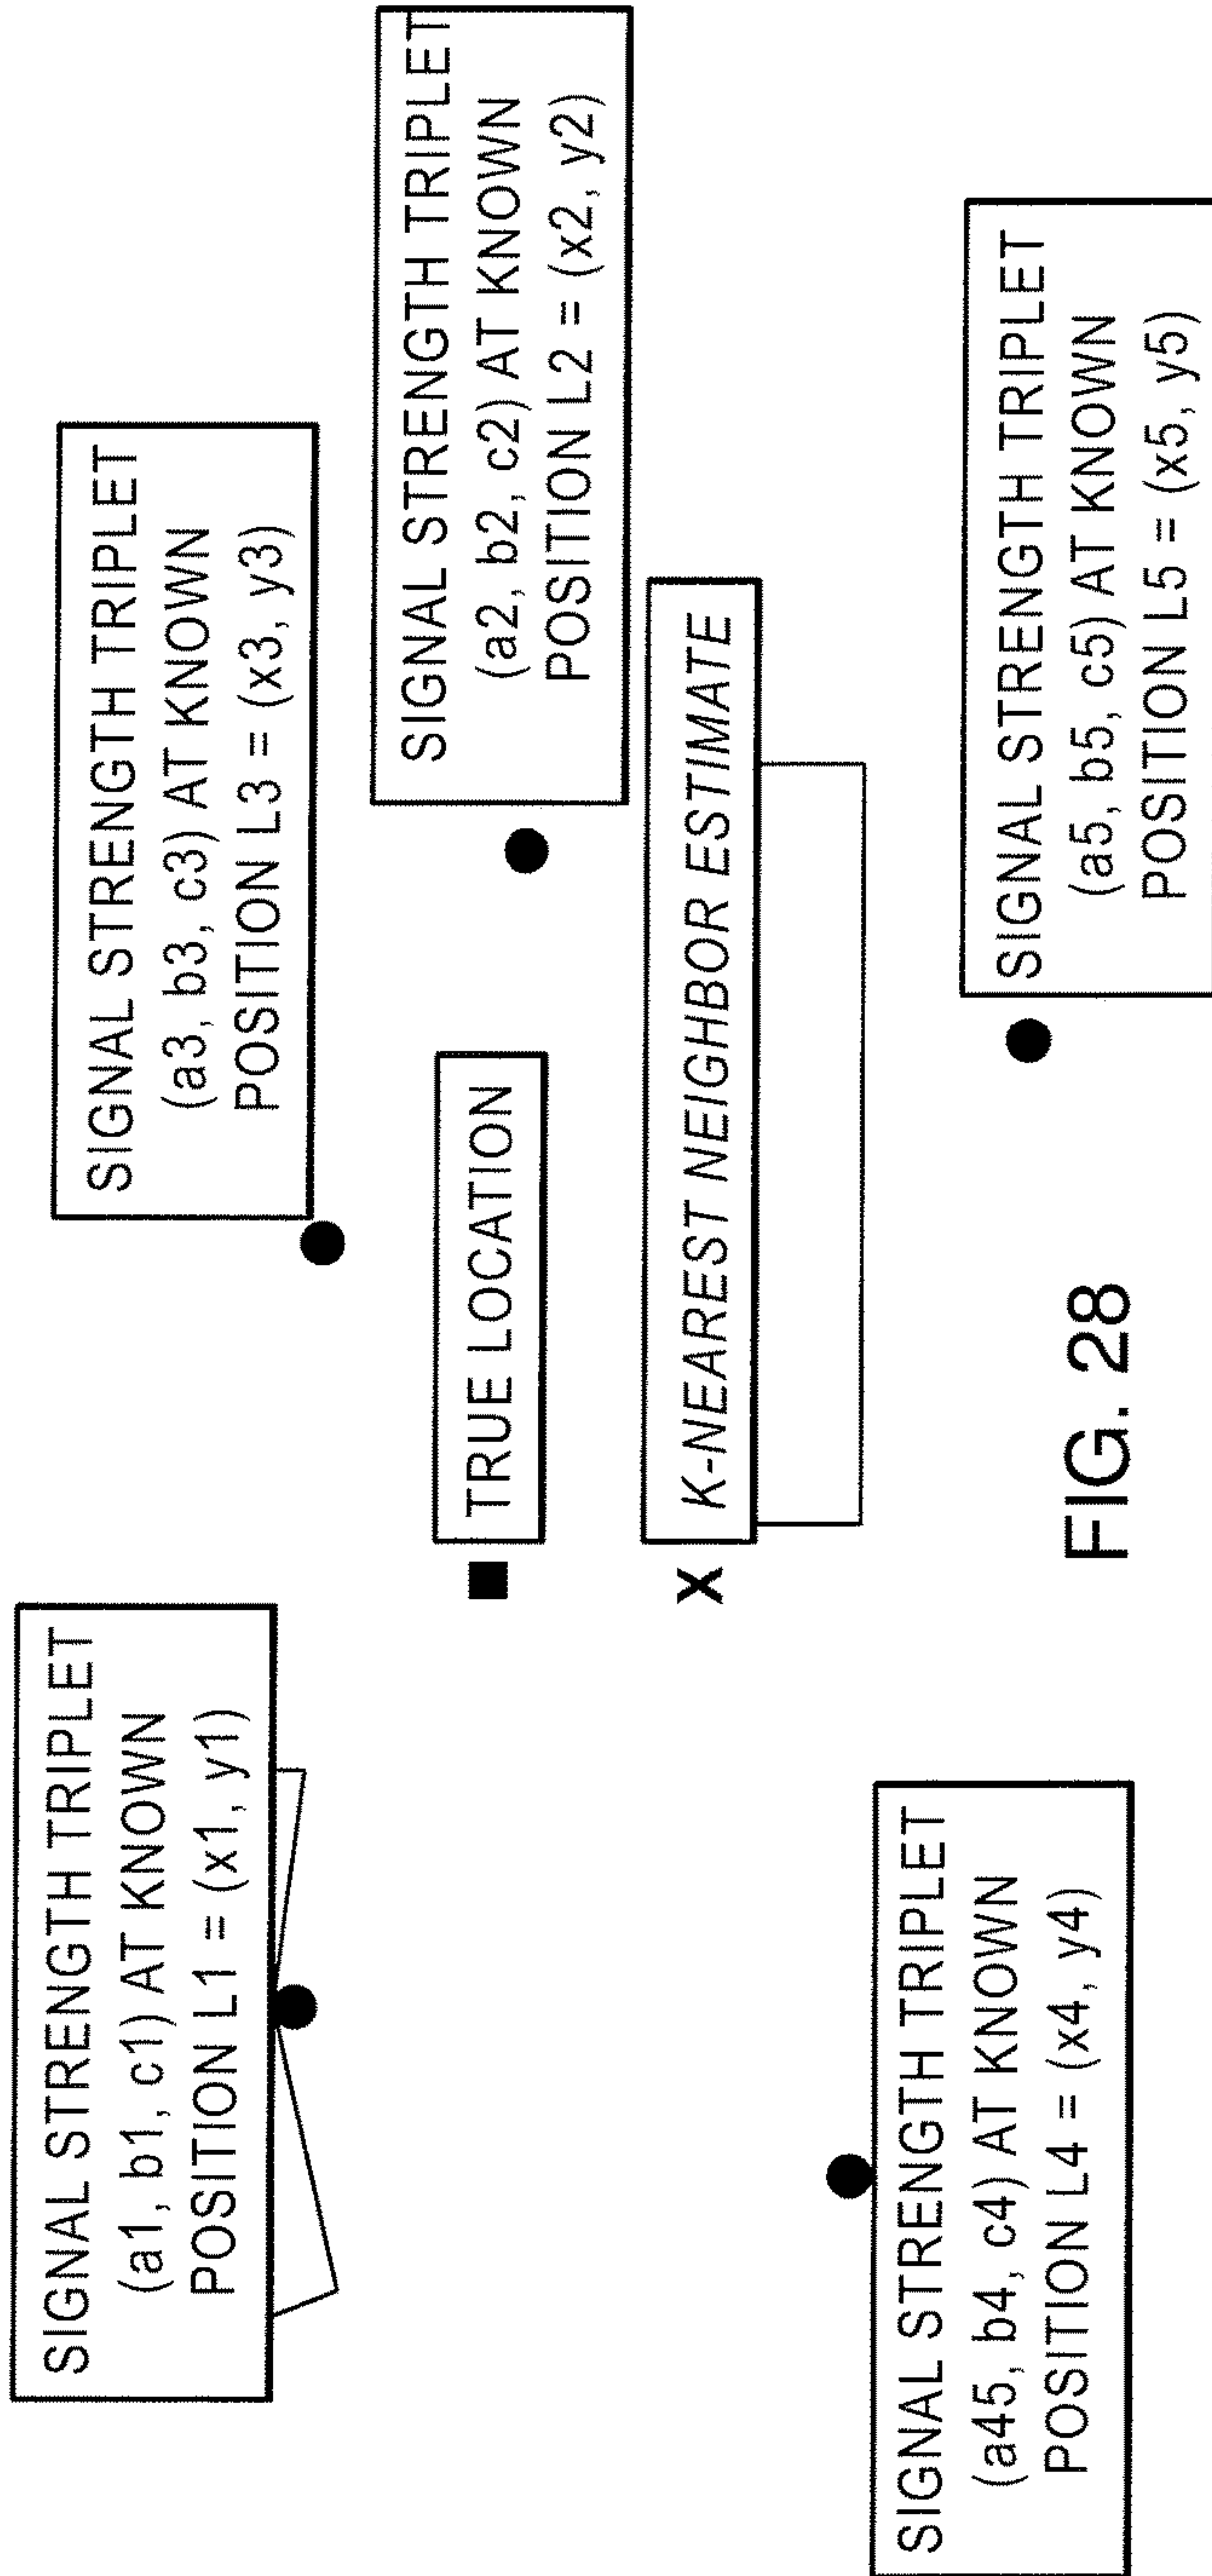 SIGNAL STRENGTH TRIPLET
(a1, b1, c1) AT KNOWN
POSITION L1 = (x1, y1)
SIGNAL STRENGTH TRIPLET
(a3, b3, c3) AT KNOWN
POSITION L3 = (x3, y3)
SIGNAL STRENGTH TRIPLET
(a2, b2, c2) AT KNOWN
POSITION L2 = (x2, y2)
TRUE LOCATION
X K-NEAREST NEIGHBOR ESTIMATE
SIGNAL STRENGTH TRIPLET
(a45, b4, c4) AT KNOWN
POSITION L4 = (x4, y4)
SIGNAL STRENGTH TRIPLET
(a5, b5, c5) AT KNOWN
POSITION L5 = (x5, y5)
FIG. 28